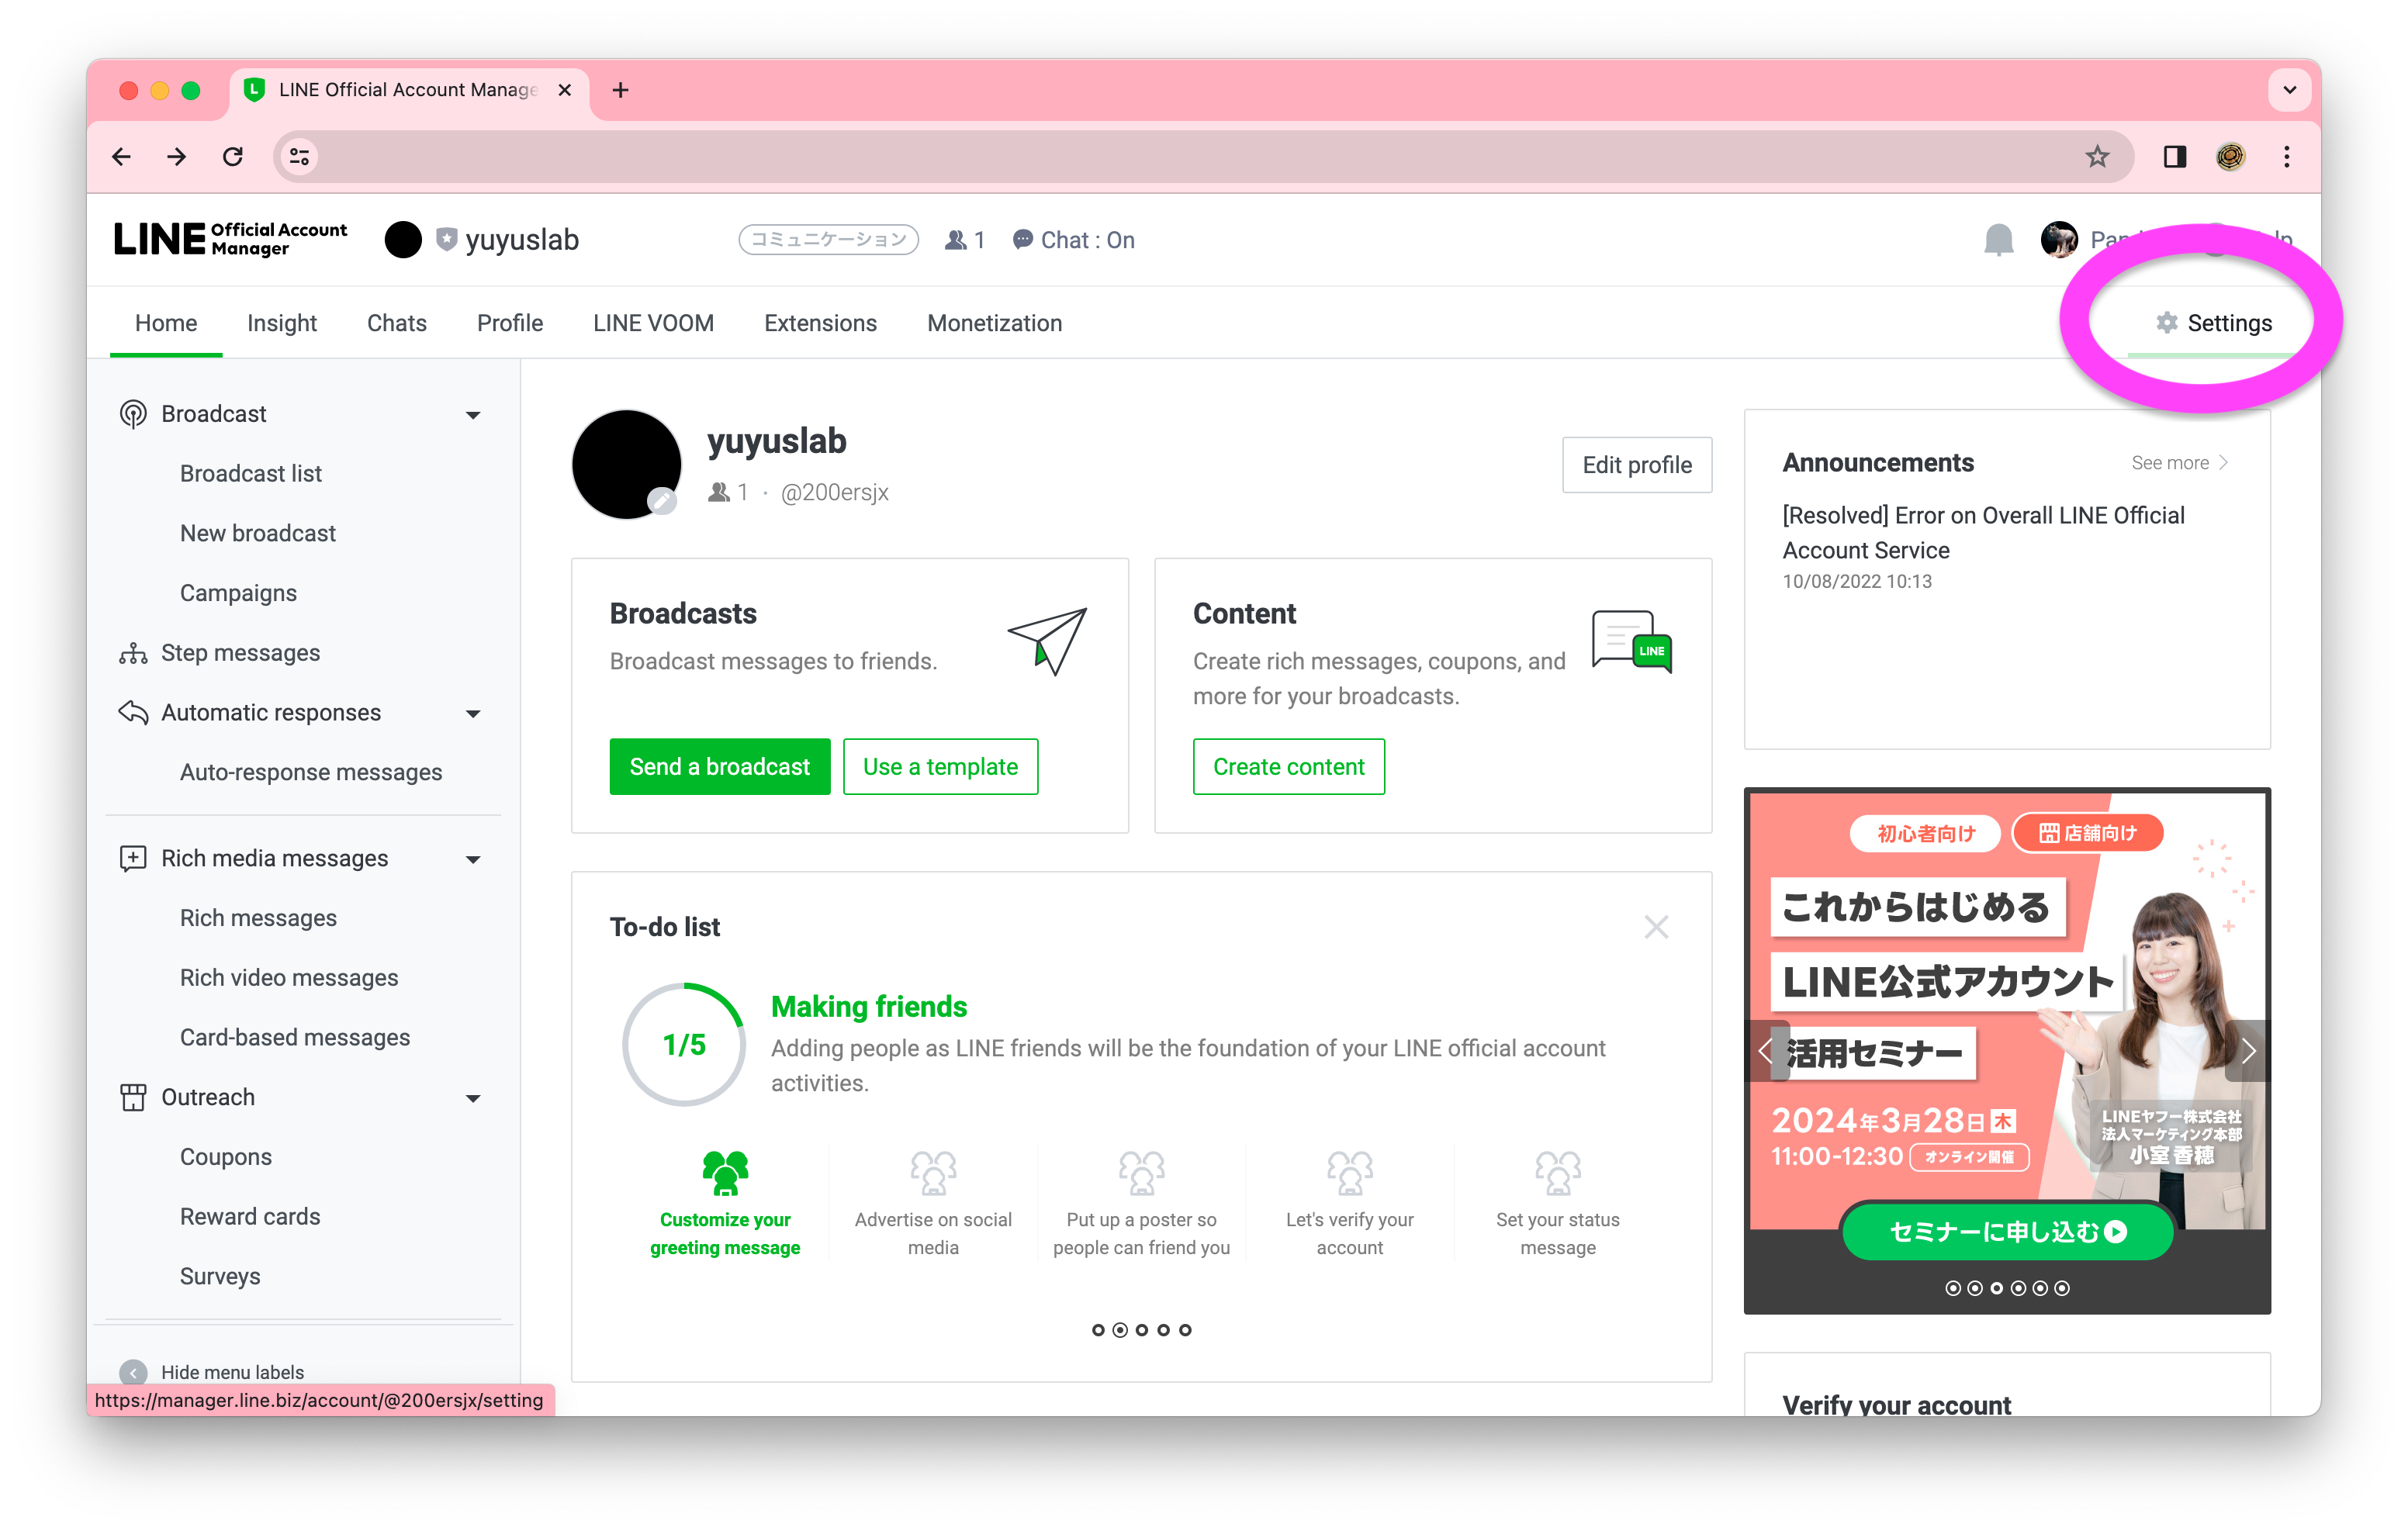 LINE Official Account Manage
LINE Official Account
Manager
yuyuslab
コミュニケーション
1
Chat : On
Home
Insight
Chats
Profile
LINE VOOM
Extensions
Monetization
Settings
Broadcast
Broadcast list
New broadcast
Campaigns
Step messages
Automatic responses
Auto-response messages
Rich media messages
Rich messages
Rich video messages
Card-based messages
Outreach
Coupons
Reward cards
Surveys
Hide menu labels
https://manager.line.biz/account/@200ersjx/setting
yuyuslab
1 · @200ersjx
Edit profile
Broadcasts
Broadcast messages to friends.
Send a broadcast
Use a template
Content
Create rich messages, coupons, and
more for your broadcasts.
LINE
Create content
To-do list
1/5
Making friends
Adding people as LINE friends will be the foundation of your LINE official account
activities.
Customize your
greeting message
Advertise on social
media
Put up a poster so
people can friend you
Let's verify your
account
Set your status
message
Announcements
See more
[Resolved] Error on Overall LINE Official
Account Service
10/08/2022 10:13
初心者向け
店舗向け
これからはじめる
LINE公式アカウント
活用セミナー
2024年3月28日 木
11:00-12:30 オンライン開催
LINEヤフー株式会社
法人マーケティング本部
小室 香穂
セミナーに申し込む
Verify your account